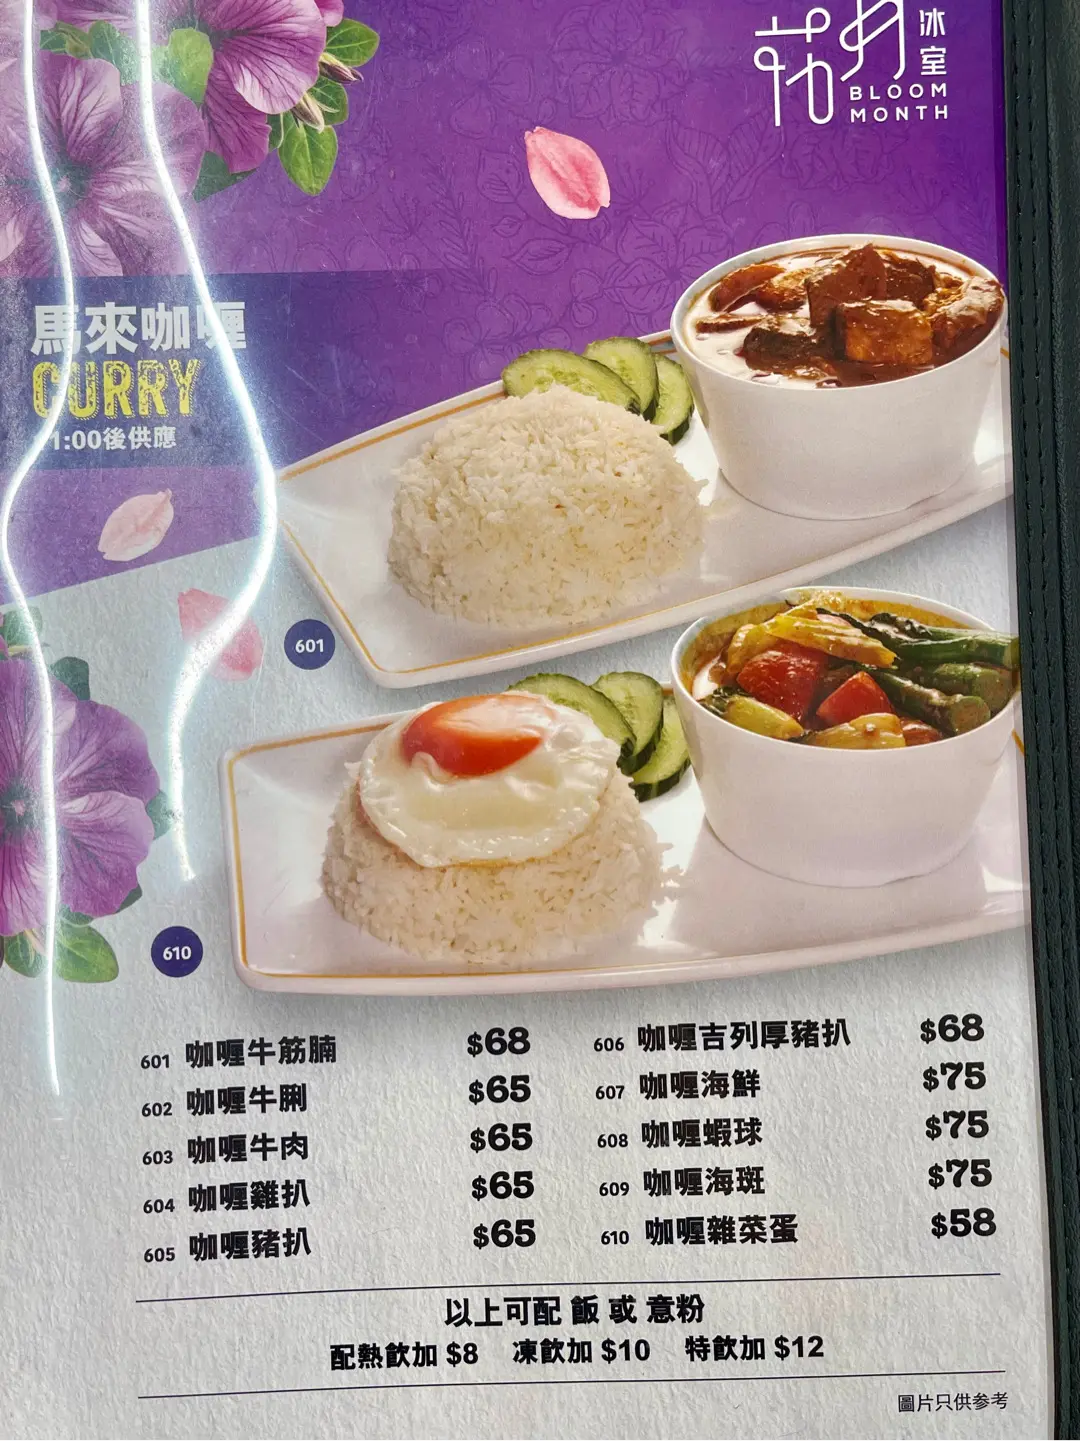 花月冰室
BLOOM
MONTH
馬來咖喱
CURRY
1:00後供應
601
610
601 咖喱牛筋腩 $68
602 咖喱牛脷 $65
603 咖喱牛肉 $65
604 咖喱雞扒 $65
605 咖喱豬扒 $65
606 咖喱吉列厚豬扒 $68
607 咖喱海鮮 $75
608 咖喱蝦球 $75
609 咖喱海斑 $75
610 咖喱雜菜蛋 $58
以上可配 飯 或 意粉
配熱飲加 $8 凍飲加 $10 特飲加 $12
圖片只供參考